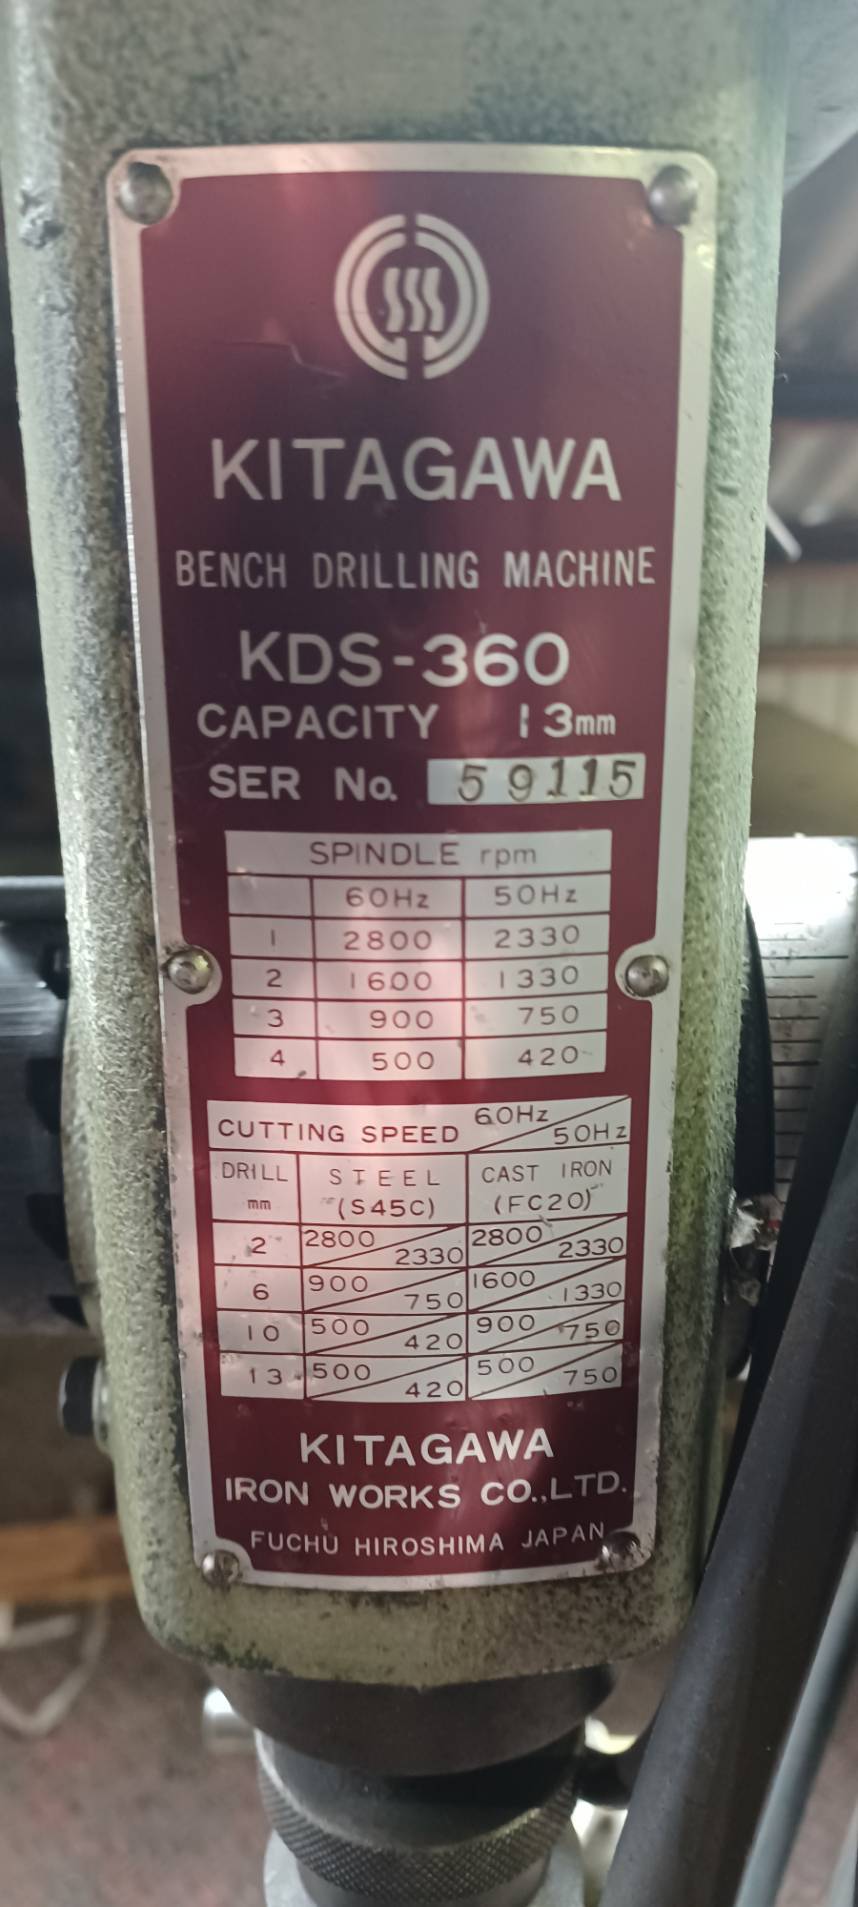 KITAGAWA
BENCH DRILLING MACHINE
KDS-360
CAPACITY 13mm
SER No. 59115
SPINDLE rpm
60Hz 50Hz
1 2800 2330
2 1600 1330
3 900 750
4 500 420
CUTTING SPEED 60Hz 50Hz
DRILL mm STEEL (S45C) CAST IRON (FC20)
2 2800 2330 2800 2330
6 900 750 1600 1330
10 500 420 900 750
13 500 420 500 750
KITAGAWA
IRON WORKS CO.,LTD.
FUCHU HIROSHIMA JAPAN